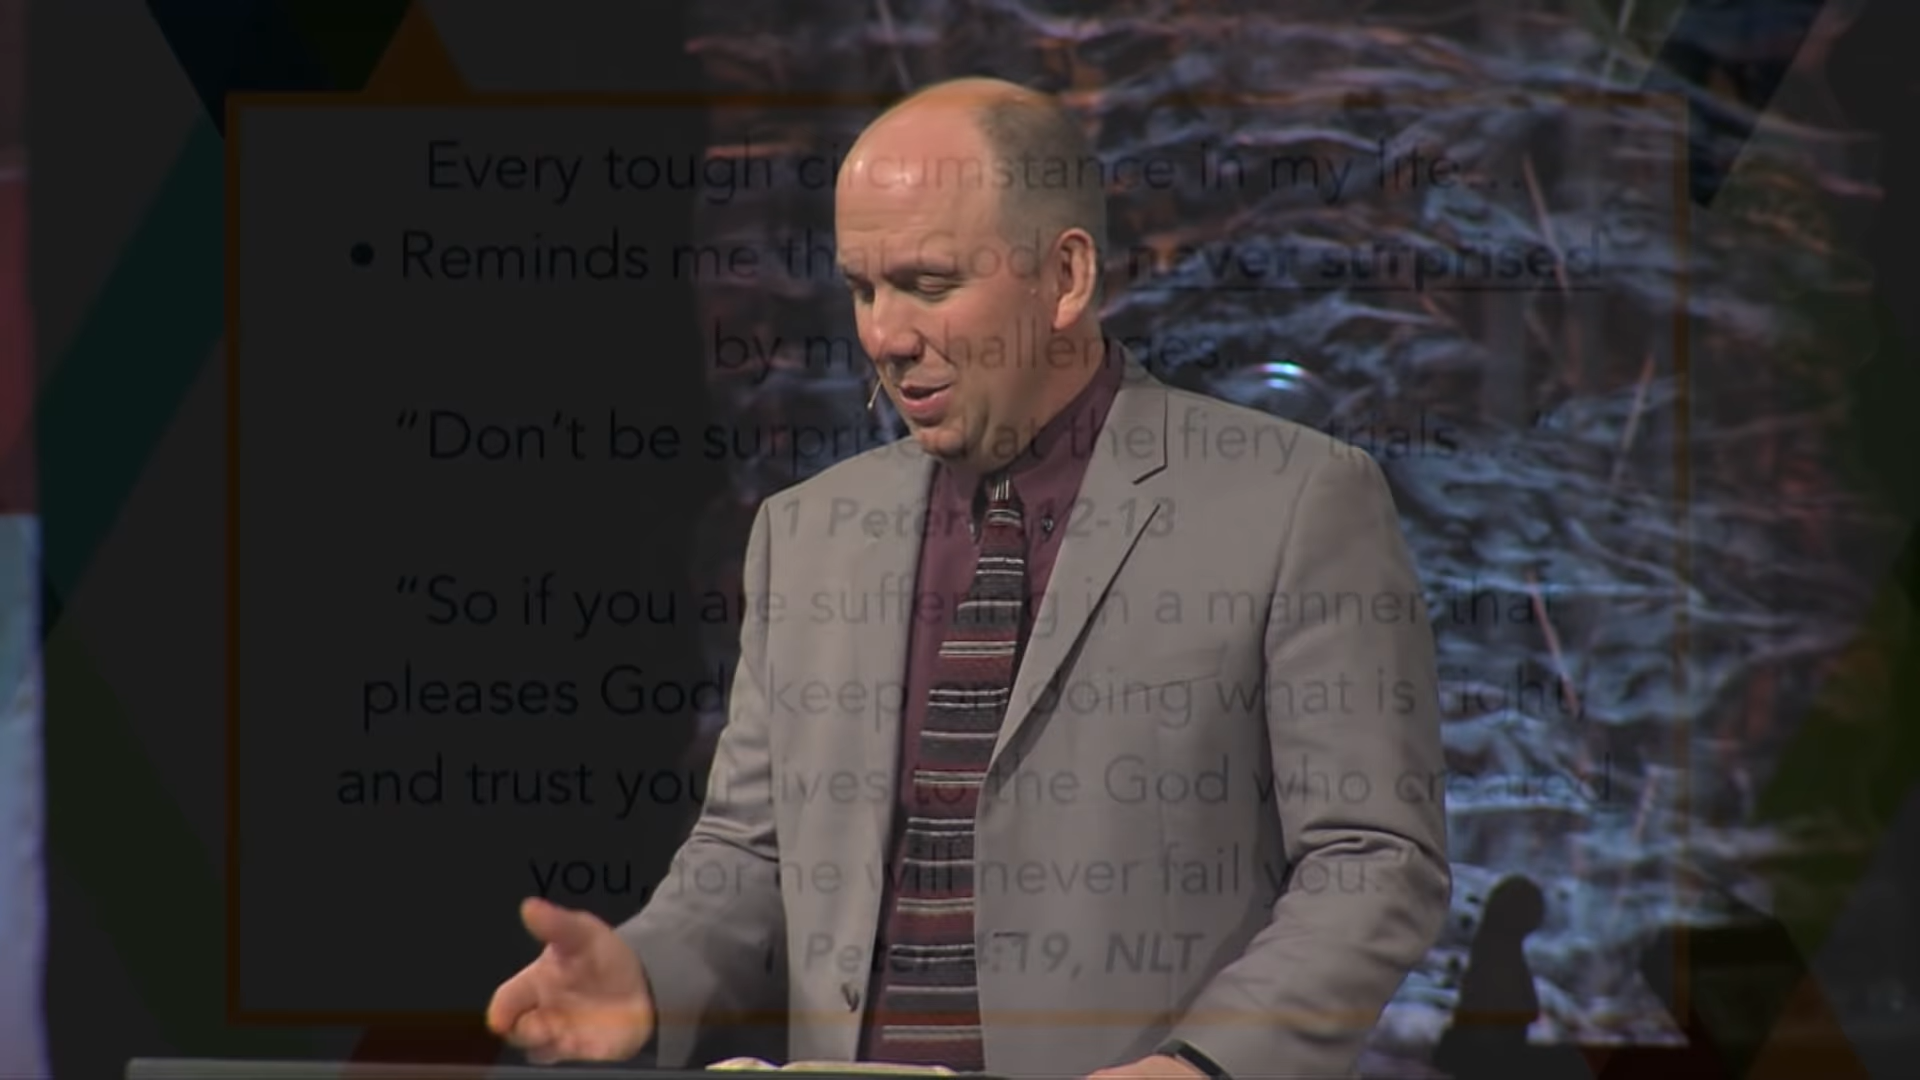 Every tough circumstance in my life...
• Reminds me that God is never surprised
by my challenges.
“Don’t be surprised at the fiery trials...”
1 Peter 4:12-13
“So if you are suffering in a manner that
pleases God, keep on doing what is right,
and trust your lives to the God who created
you, for he will never fail you.”
1 Peter 4:19, NLT